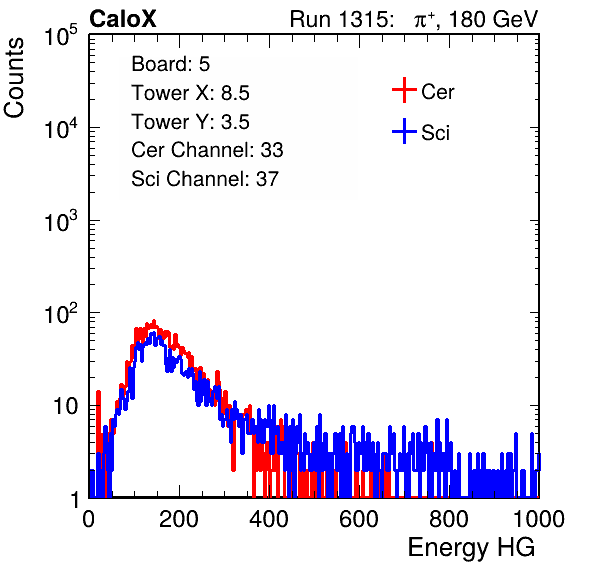 CaloX Run 1315: π⁺, 180 GeV
Counts
10⁵
10⁴
10³
10²
10
1
Board: 5
Tower X: 8.5
Tower Y: 3.5
Cer Channel: 33
Sci Channel: 37
Cer
Sci
0 200 400 600 800 1000
Energy HG